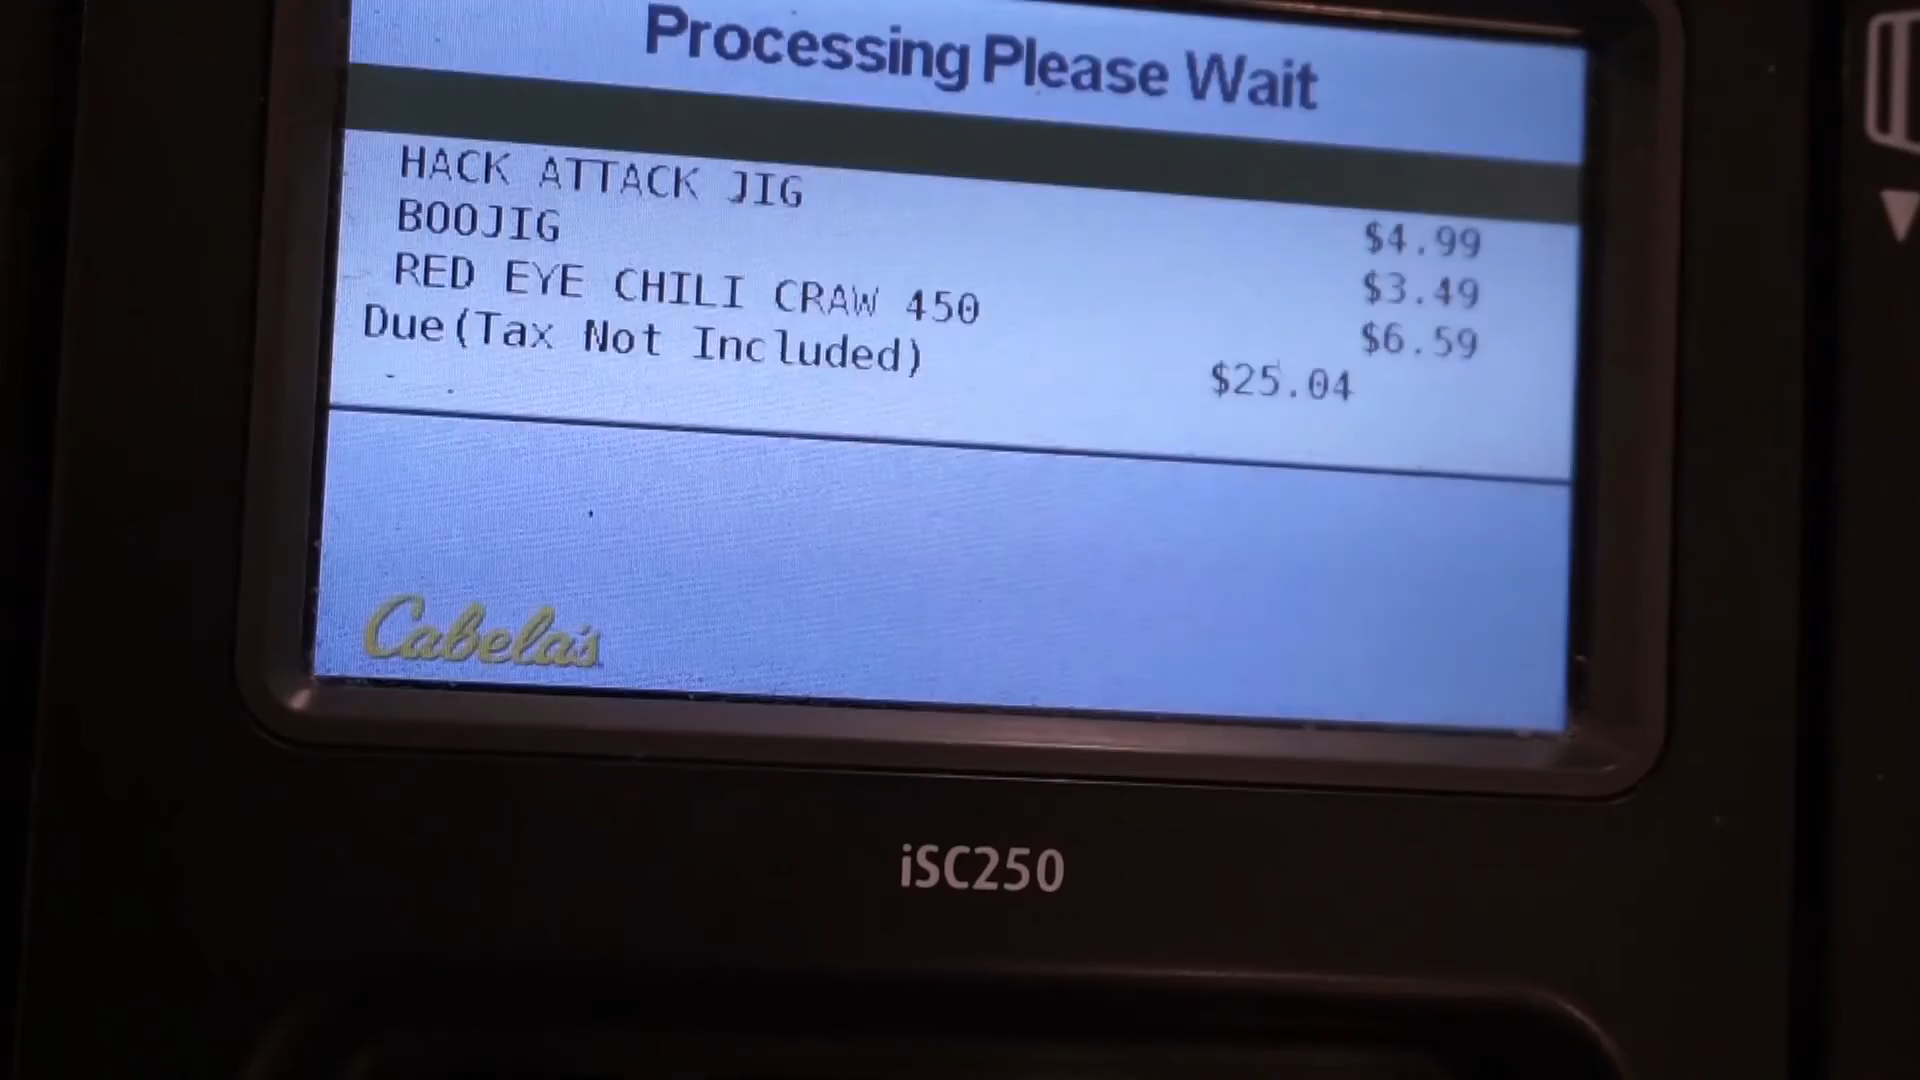 Processing Please Wait
HACK ATTACK JIG $4.99
BOOJIG $3.49
RED EYE CHILI CRAW 450 $6.59
Due(Tax Not Included) $25.04
Cabela's
iSC250